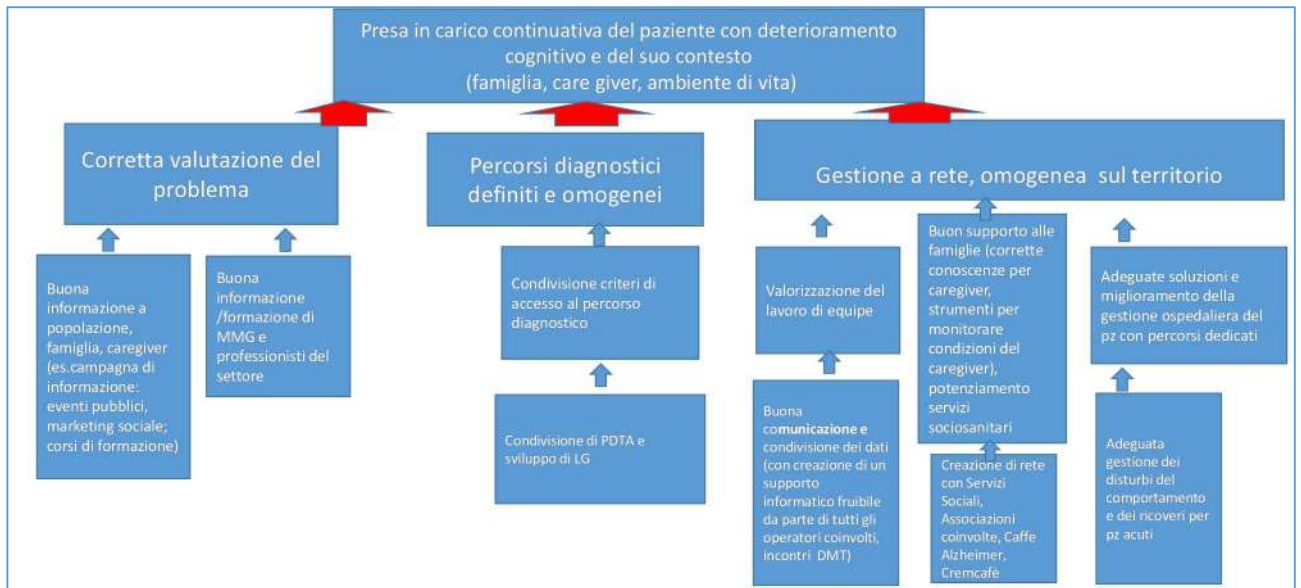 Presa in carico continuativa del paziente con deterioramento
cognitivo e del suo contesto
(famiglia, care giver, ambiente di vita)
Corretta valutazione del
problema
Percorsi diagnostici
definiti e omogenei
Gestione a rete, omogenea sul territorio
Buona
informazione a
popolazione,
famiglia, caregiver
(es.campagna di
informazione:
eventi pubblici,
marketing sociale;
corsi di formazione)
Buona
informazione
/formazione di
MMG e
professionisti del
settore
Condivisione criteri di
accesso al percorso
diagnostico
Condivisione di PDTA e
sviluppo di LG
Valorizzazione del
lavoro di equipe
Buona
comunicazione e
condivisione dei dati
(con creazione di un
supporto
informatico fruibile
da parte di tutti gli
operatori coinvolti,
incontri DMT)
Buon supporto alle
famiglie (corrette
conoscenze per
caregiver,
strumenti per
monitorare
condizioni del
caregiver),
potenziamento
servizi
sociosanitari
Creazione di rete
con Servizi
Sociali,
Associazioni
coinvolte, Caffe
Alzheimer,
Cremcafè
Adeguate soluzioni e
miglioramento della
gestione ospedaliera del
pz con percorsi dedicati
Adeguata
gestione dei
disturbi del
comportamento
e dei ricoveri per
pz acuti